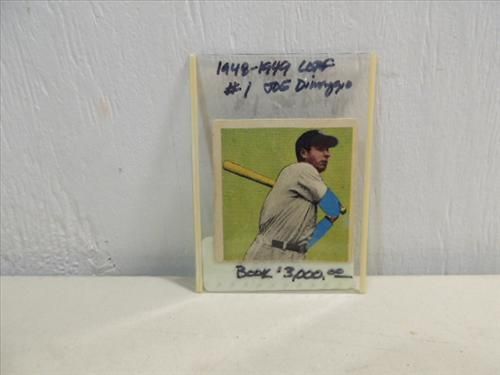 1948-1949 LEAF
#1 JOE Dimaggio
BOOK $3,000.00